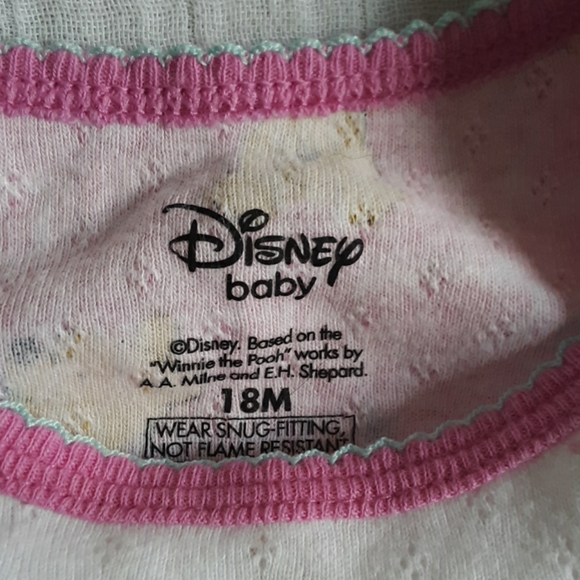 Disney
baby
©Disney. Based on the
"Winnie the Pooh" works by
A.A. Milne and E.H. Shepard.
18M
WEAR SNUG-FITTING,
NOT FLAME RESISTANT